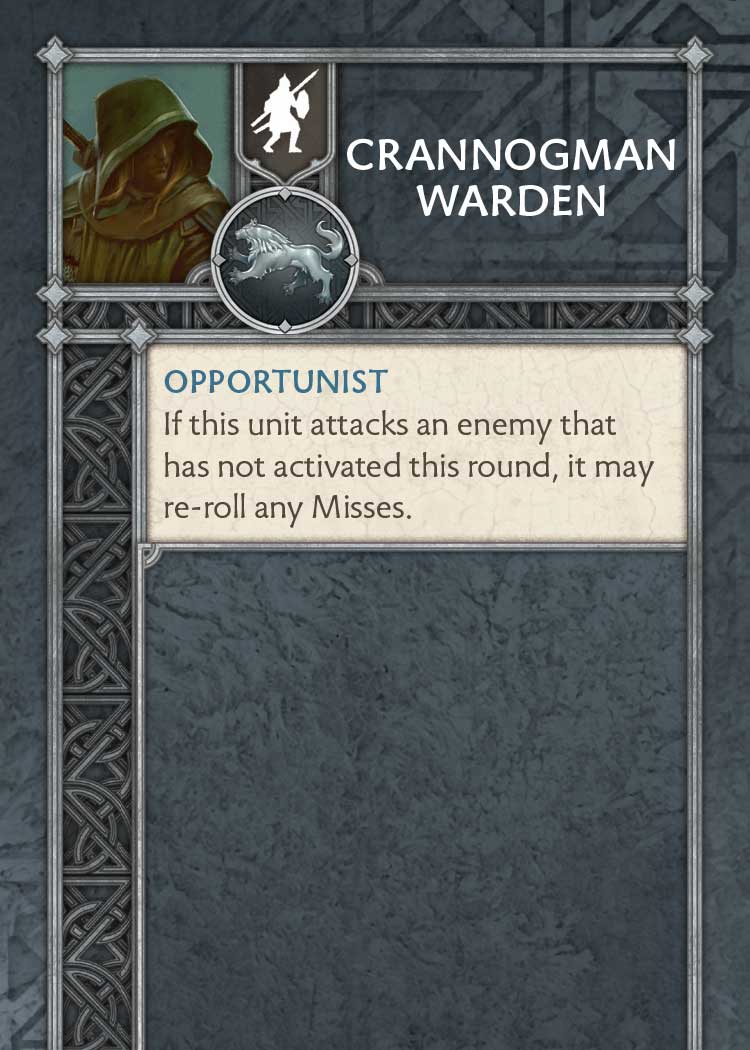 CRANNOGMAN
WARDEN
OPPORTUNIST
If this unit attacks an enemy that
has not activated this round, it may
re-roll any Misses.